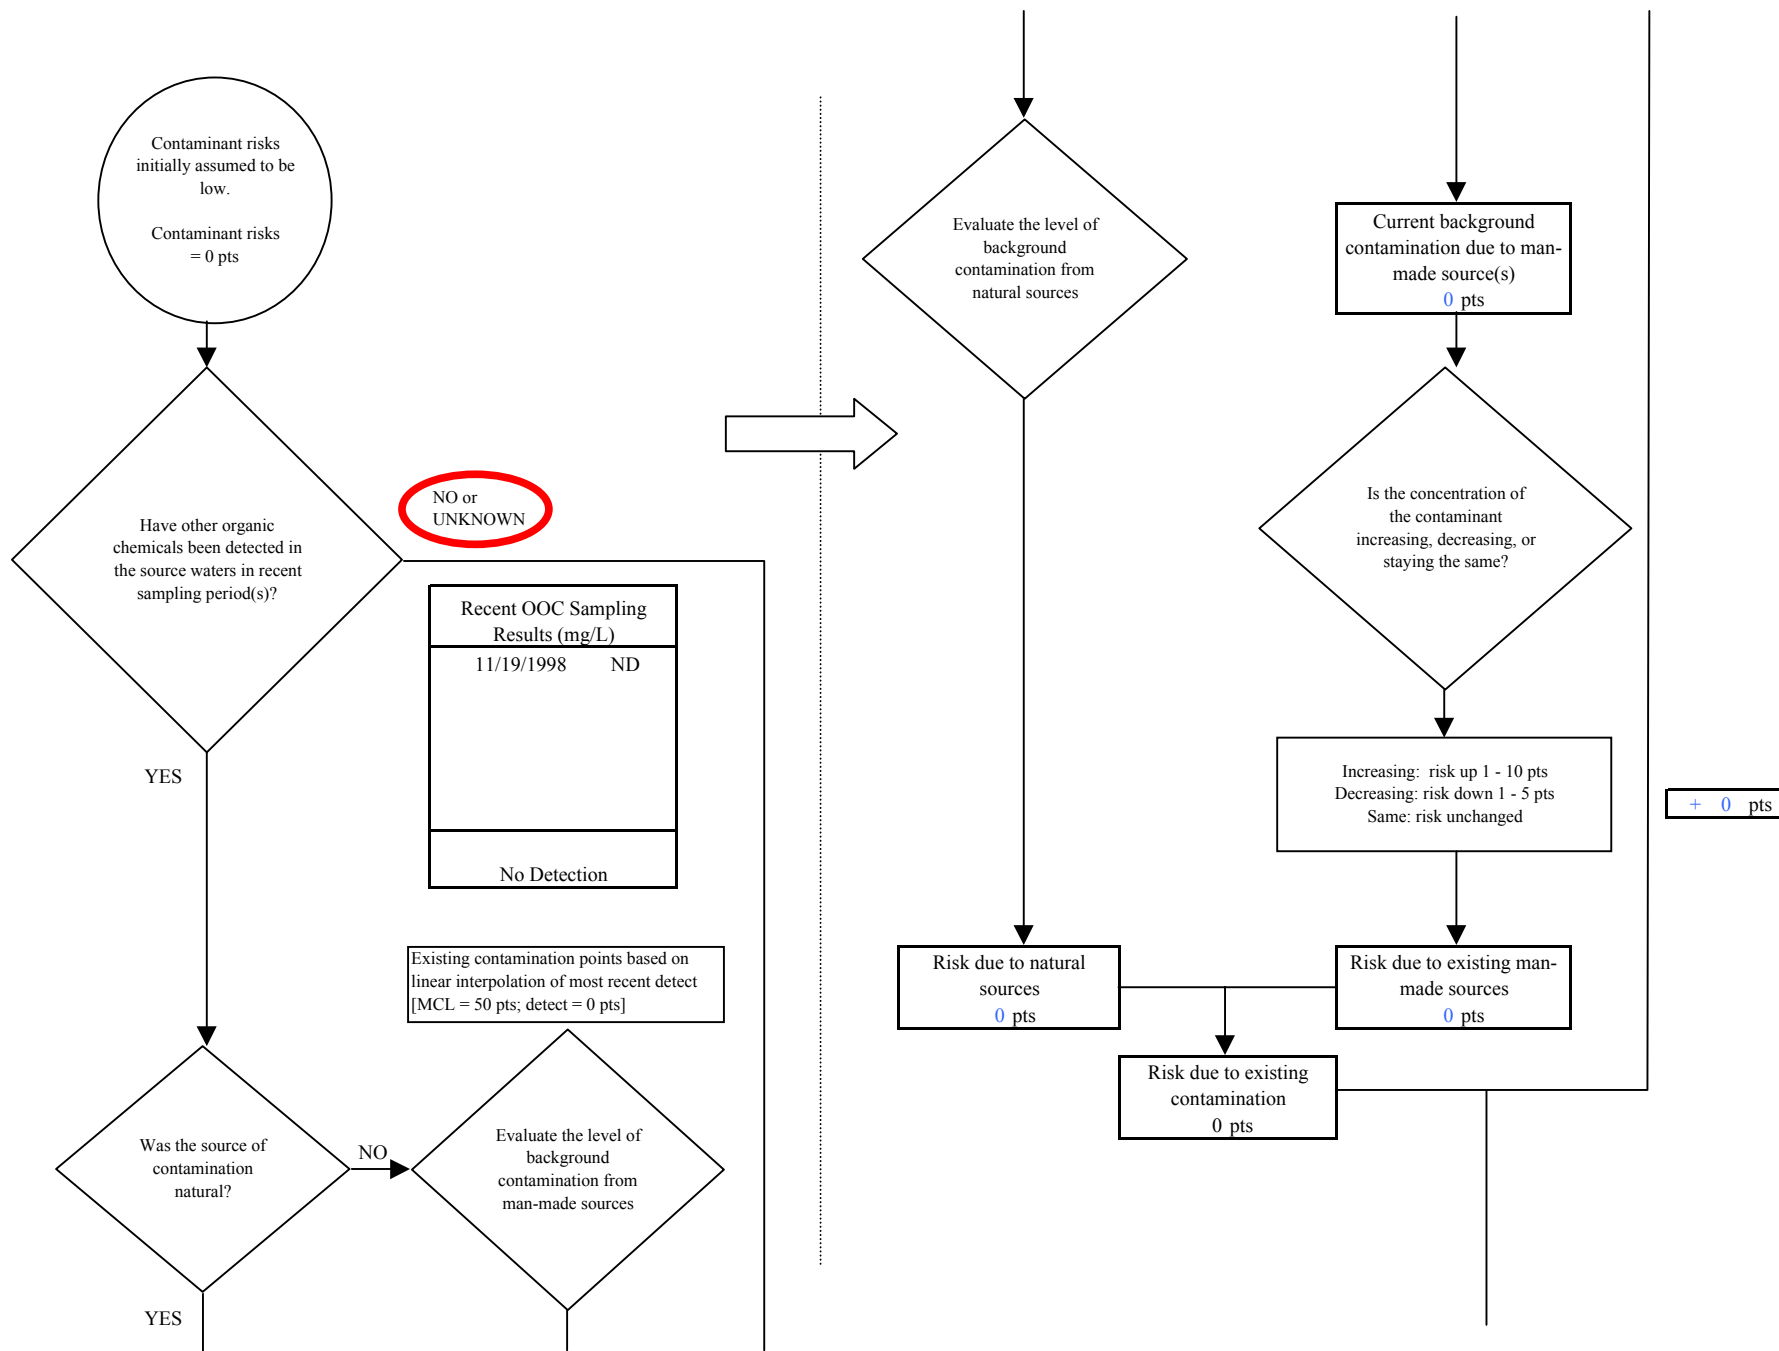 Contaminant risks
initially assumed to be
low.
Contaminant risks
= 0 pts
Have other organic
chemicals been detected in
the source waters in recent
sampling period(s)?
NO or
UNKNOWN
Recent OOC Sampling
Results (mg/L)
11/19/1998 ND
No Detection
YES
Existing contamination points based on
linear interpolation of most recent detect
[MCL = 50 pts; detect = 0 pts]
Was the source of
contamination
natural?
NO
Evaluate the level of
background
contamination from
man-made sources
YES
Evaluate the level of
background
contamination from
natural sources
Current background
contamination due to man-
made source(s)
0 pts
Is the concentration of
the contaminant
increasing, decreasing, or
staying the same?
Increasing: risk up 1 - 10 pts
Decreasing: risk down 1 - 5 pts
Same: risk unchanged
+ 0 pts
Risk due to natural
sources
0 pts
Risk due to existing man-
made sources
0 pts
Risk due to existing
contamination
0 pts